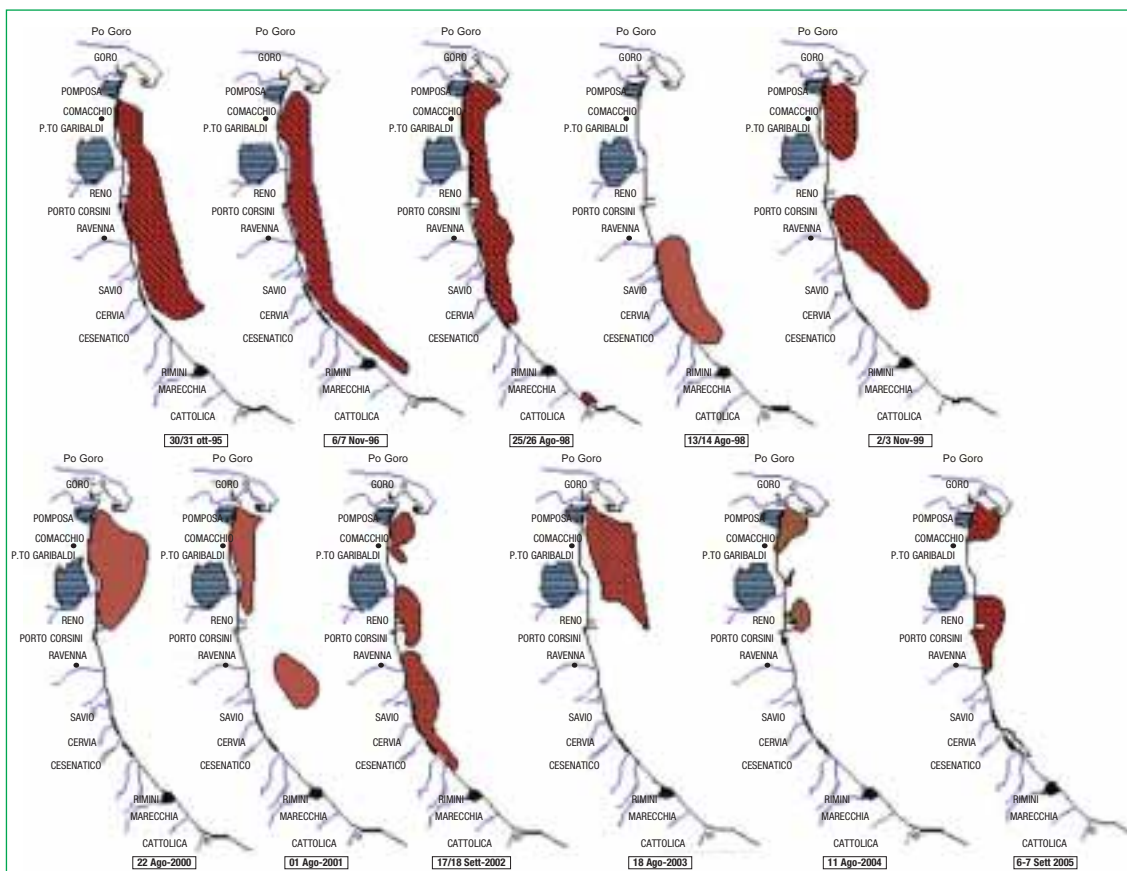 Po Goro
GORO
POMPOSA
COMACCHIO
P.TO GARIBALDI
RENO
PORTO CORSINI
RAVENNA
SAVIO
CERVIA
CESENATICO
RIMINI
MARECCHIA
CATTOLICA
30/31 ott-95
Po Goro
GORO
POMPOSA
COMACCHIO
P.TO GARIBALDI
RENO
PORTO CORSINI
RAVENNA
SAVIO
CERVIA
CESENATICO
RIMINI
MARECCHIA
CATTOLICA
6/7 Nov-96
Po Goro
GORO
POMPOSA
COMACCHIO
P.TO GARIBALDI
RENO
PORTO CORSINI
RAVENNA
SAVIO
CERVIA
CESENATICO
RIMINI
MARECCHIA
CATTOLICA
25/26 Ago-98
Po Goro
GORO
POMPOSA
COMACCHIO
P.TO GARIBALDI
RENO
PORTO CORSINI
RAVENNA
SAVIO
CERVIA
CESENATICO
RIMINI
MARECCHIA
CATTOLICA
13/14 Ago-98
Po Goro
GORO
POMPOSA
COMACCHIO
P.TO GARIBALDI
RENO
PORTO CORSINI
RAVENNA
SAVIO
CERVIA
CESENATICO
RIMINI
MARECCHIA
CATTOLICA
2/3 Nov-99
Po Goro
GORO
POMPOSA
COMACCHIO
P.TO GARIBALDI
RENO
PORTO CORSINI
RAVENNA
SAVIO
CERVIA
CESENATICO
RIMINI
MARECCHIA
CATTOLICA
22 Ago-2000
Po Goro
GORO
POMPOSA
COMACCHIO
P.TO GARIBALDI
RENO
PORTO CORSINI
RAVENNA
SAVIO
CERVIA
CESENATICO
RIMINI
MARECCHIA
CATTOLICA
01 Ago-2001
Po Goro
GORO
POMPOSA
COMACCHIO
P.TO GARIBALDI
RENO
PORTO CORSINI
RAVENNA
SAVIO
CERVIA
CESENATICO
RIMINI
MARECCHIA
CATTOLICA
17/18 Sett-2002
Po Goro
GORO
POMPOSA
COMACCHIO
P.TO GARIBALDI
RENO
PORTO CORSINI
RAVENNA
SAVIO
CERVIA
CESENATICO
RIMINI
MARECCHIA
CATTOLICA
18 Ago-2003
Po Goro
GORO
POMPOSA
COMACCHIO
P.TO GARIBALDI
RENO
PORTO CORSINI
RAVENNA
SAVIO
CERVIA
CESENATICO
RIMINI
MARECCHIA
CATTOLICA
11 Ago-2004
Po Goro
GORO
POMPOSA
COMACCHIO
P.TO GARIBALDI
RENO
PORTO CORSINI
RAVENNA
SAVIO
CERVIA
CESENATICO
RIMINI
MARECCHIA
CATTOLICA
6-7 Sett 2005